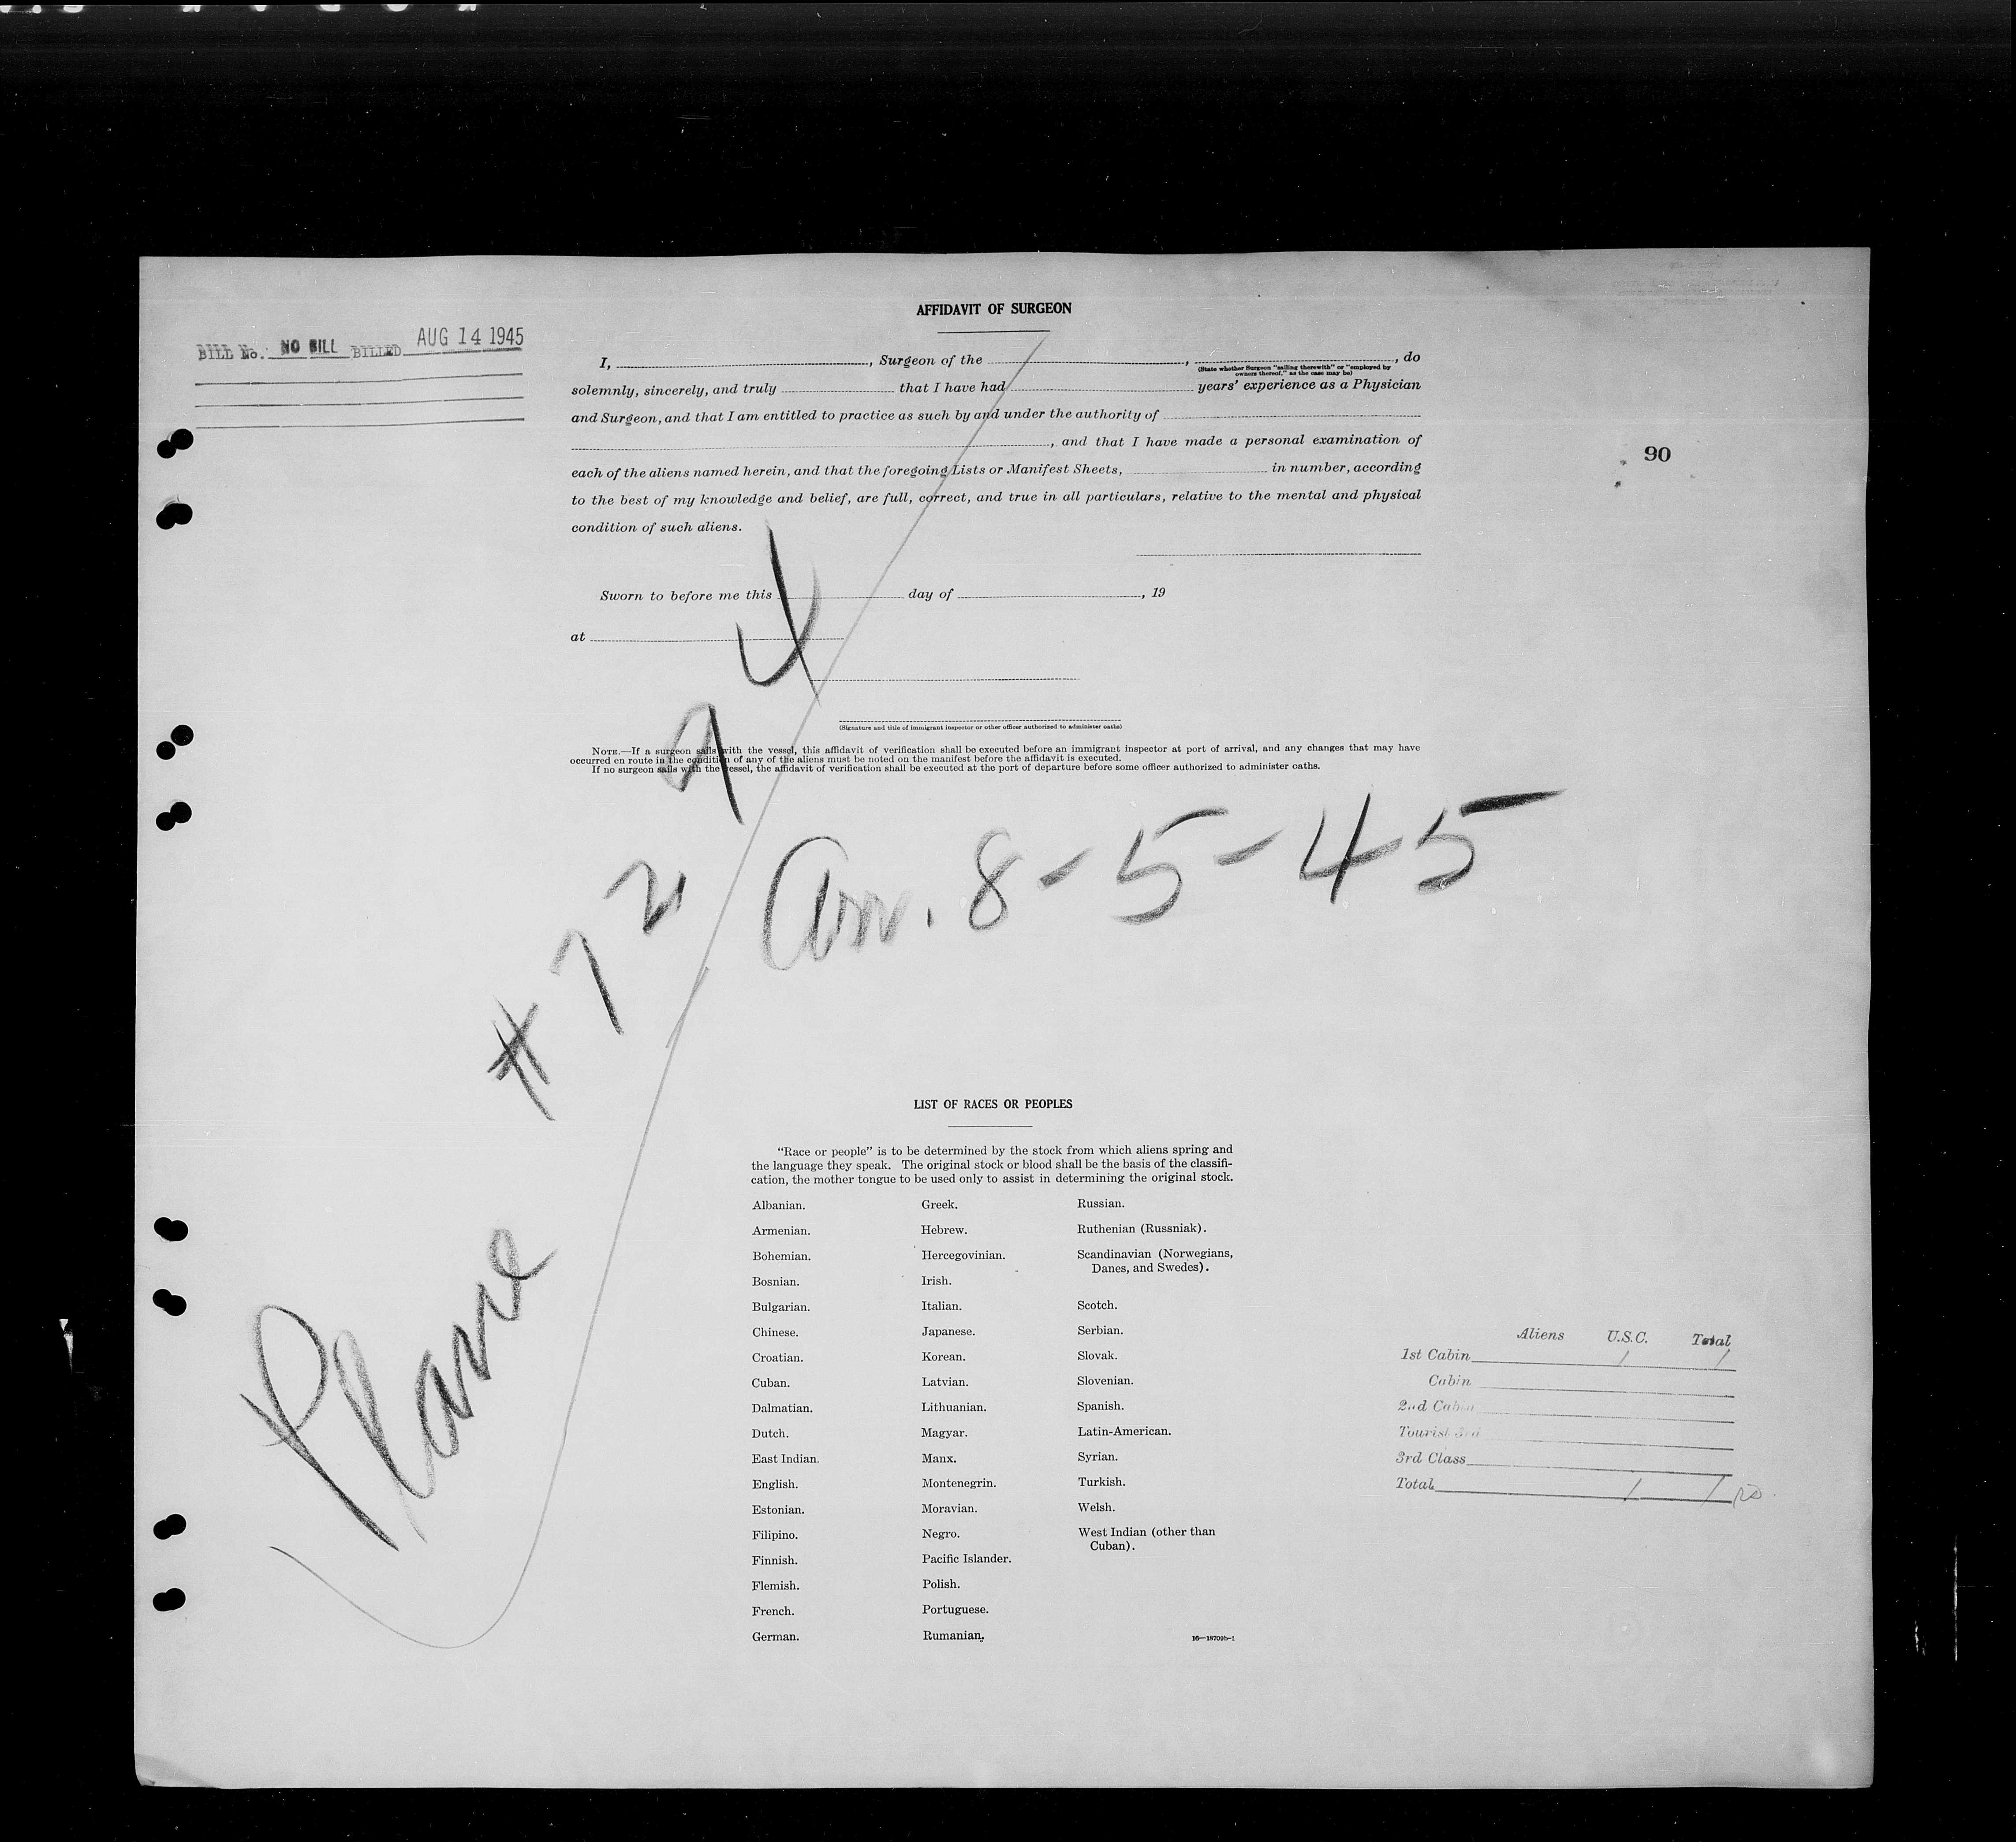 AFFIDAVIT OF SURGEON
BILL No. NO BILL BILLED AUG 14 1945
I, , Surgeon of the , , do
(State whether Surgeon "sailing therewith" or "employed by
owners thereof," as the case may be)
solemnly, sincerely, and truly that I have had years' experience as a Physician
and Surgeon, and that I am entitled to practice as such by and under the authority of
, and that I have made a personal examination of
90
each of the aliens named herein, and that the foregoing Lists or Manifest Sheets, in number, according
to the best of my knowledge and belief, are full, correct, and true in all particulars, relative to the mental and physical
condition of such aliens.
Sworn to before me this day of , 19
at
(Signature and title of immigrant inspector or other officer authorized to administer oaths)
NOTE.—If a surgeon sails with the vessel, this affidavit of verification shall be executed before an immigrant inspector at port of arrival, and any changes that may have
occurred en route in the condition of any of the aliens must be noted on the manifest before the affidavit is executed.
If no surgeon sails with the vessel, the affidavit of verification shall be executed at the port of departure before some officer authorized to administer oaths.
Plane #7294
Arr. 8-5-45
LIST OF RACES OR PEOPLES
"Race or people" is to be determined by the stock from which aliens spring and
the language they speak. The original stock or blood shall be the basis of the classifi-
cation, the mother tongue to be used only to assist in determining the original stock.
Albanian.
Armenian.
Bohemian.
Bosnian.
Bulgarian.
Chinese.
Croatian.
Cuban.
Dalmatian.
Dutch.
East Indian.
English.
Estonian.
Filipino.
Finnish.
Flemish.
French.
German.
Greek.
Hebrew.
Hercegovinian.
Irish.
Italian.
Japanese.
Korean.
Latvian.
Lithuanian.
Magyar.
Manx.
Montenegrin.
Moravian.
Negro.
Pacific Islander.
Polish.
Portuguese.
Rumanian.
Russian.
Ruthenian (Russniak).
Scandinavian (Norwegians,
Danes, and Swedes).
Scotch.
Serbian.
Slovak.
Slovenian.
Spanish.
Latin-American.
Syrian.
Turkish.
Welsh.
West Indian (other than
Cuban).
16—18709b-1
Aliens U.S.C. Total
1st Cabin 1 1
Cabin
2nd Cabin
Tourist 3rd
3rd Class
Total 1 1